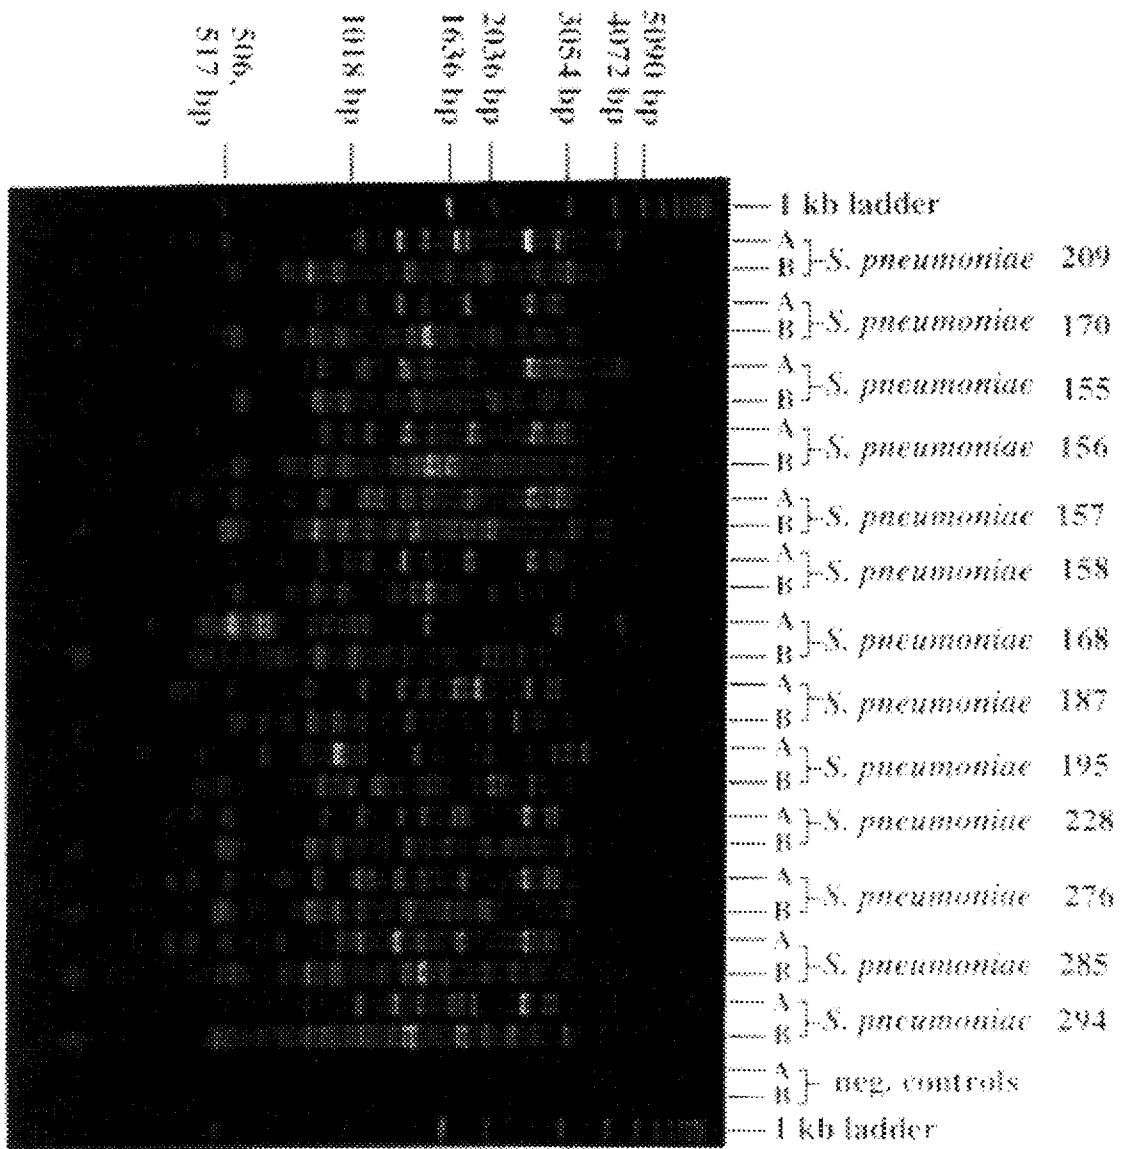 506,
517 bp
1018 bp
1636 bp
2036 bp
3054 bp
4072 bp
5090 bp
1 kb ladder
A
B
S. pneumoniae 209
A
B
S. pneumoniae 170
A
B
S. pneumoniae 155
A
B
S. pneumoniae 156
A
B
S. pneumoniae 157
A
B
S. pneumoniae 158
A
B
S. pneumoniae 168
A
B
S. pneumoniae 187
A
B
S. pneumoniae 195
A
B
S. pneumoniae 228
A
B
S. pneumoniae 276
A
B
S. pneumoniae 285
A
B
S. pneumoniae 294
A
B
neg. controls
1 kb ladder